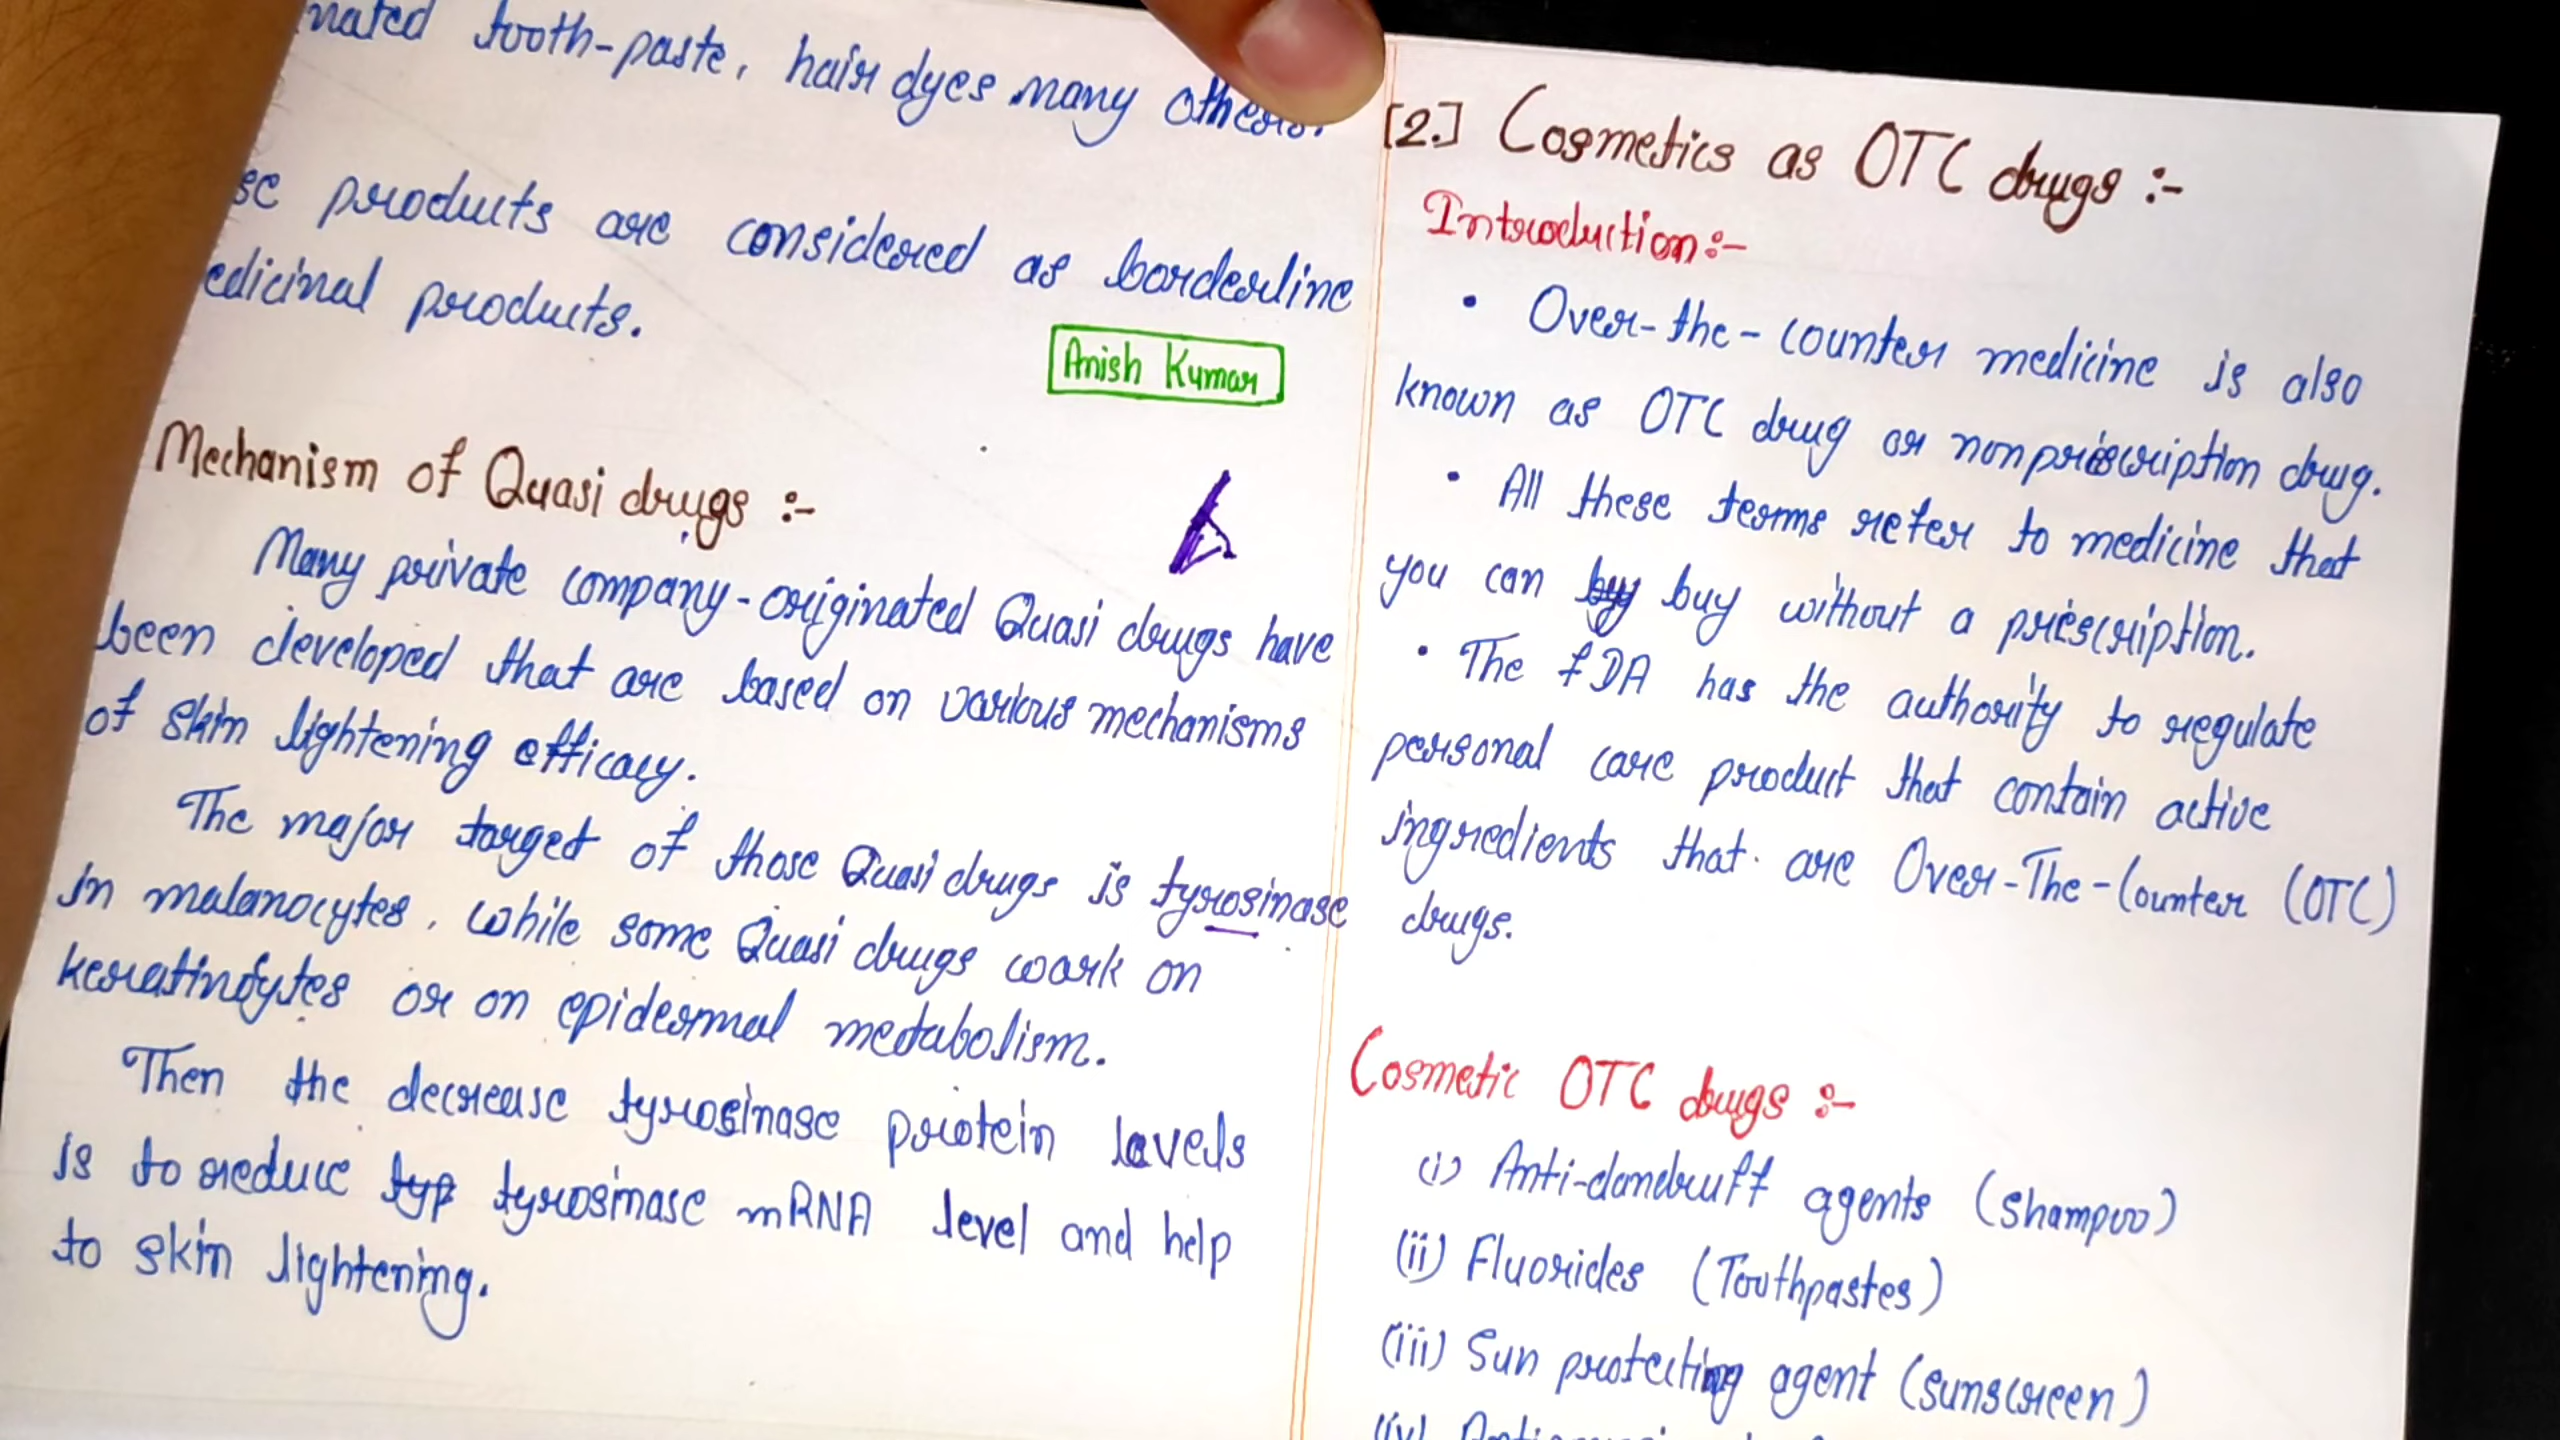 nated tooth-paste, hair dyes many others.
se products are considered as borderline
edicinal products.
Anish Kumar
Mechanism of Quasi drugs :-
Many private company-originated Quasi drugs have
been developed that are based on various mechanisms
of skin lightening efficacy.
The major target of those Quasi drugs is tyrosinase
in malanocytes, while some Quasi drugs work on
keratinoytes or on epidermal metabolism.
Then the decrease tyrosinase protein levels
is to reduce typ tyrosinase mRNA level and help
to skin lightening.
[2.] Cosmetics as OTC drugs :-
Introduction:-
• Over-the-counter medicine is also
known as OTC drug or nonprescription drug.
• All these terms refer to medicine that
you can by buy without a prescription.
• The FDA has the authority to regulate
personal care product that contain active
ingredients that are Over-The-Counter (OTC)
drugs.
Cosmetic OTC drugs :-
(i) Anti-dandruff agents (Shampoo)
(ii) Fluorides (Toothpastes)
(iii) Sun protecting agent (sunscreen)
(iv)